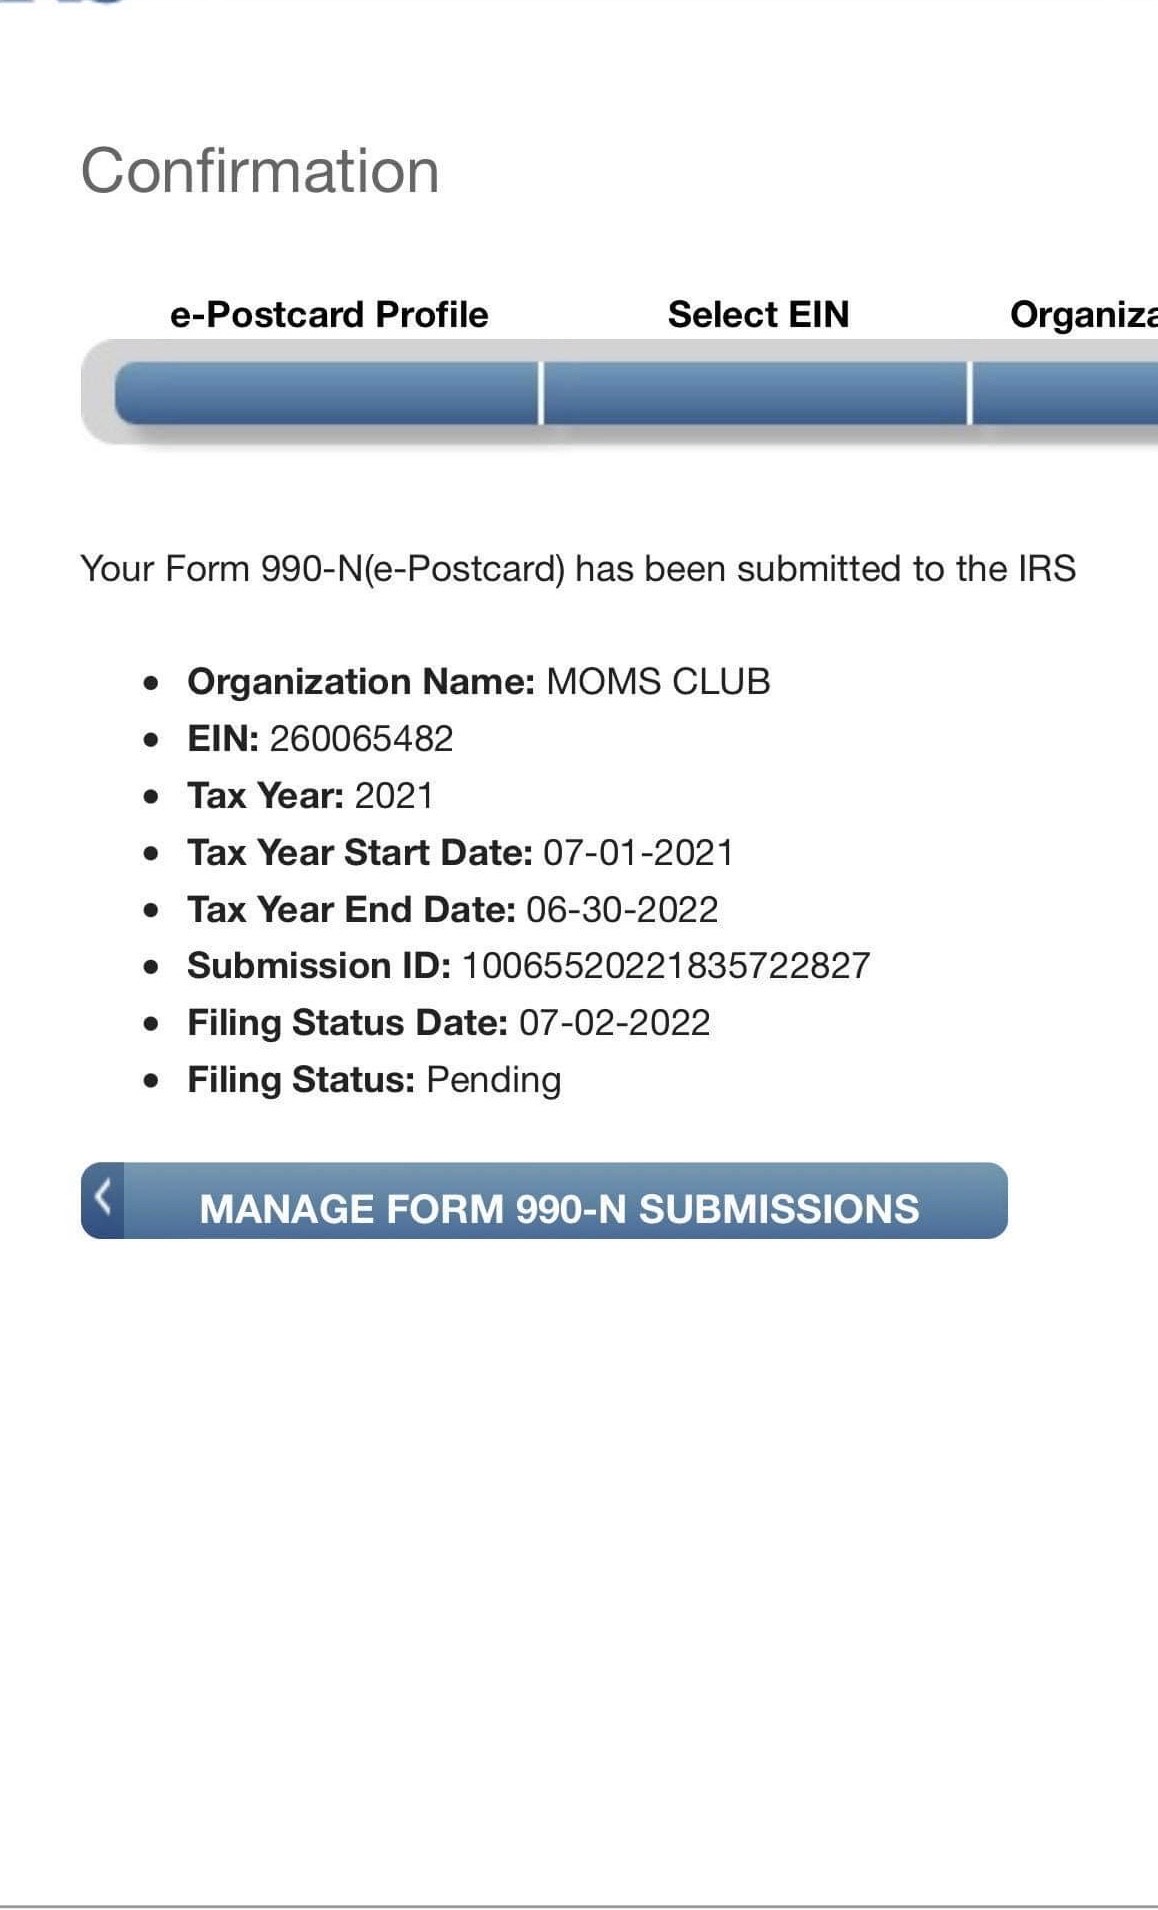 Confirmation
e-Postcard Profile Select EIN Organiza
Your Form 990-N(e-Postcard) has been submitted to the IRS
• Organization Name: MOMS CLUB
• EIN: 260065482
• Tax Year: 2021
• Tax Year Start Date: 07-01-2021
• Tax Year End Date: 06-30-2022
• Submission ID: 10065520221835722827
• Filing Status Date: 07-02-2022
• Filing Status: Pending
MANAGE FORM 990-N SUBMISSIONS